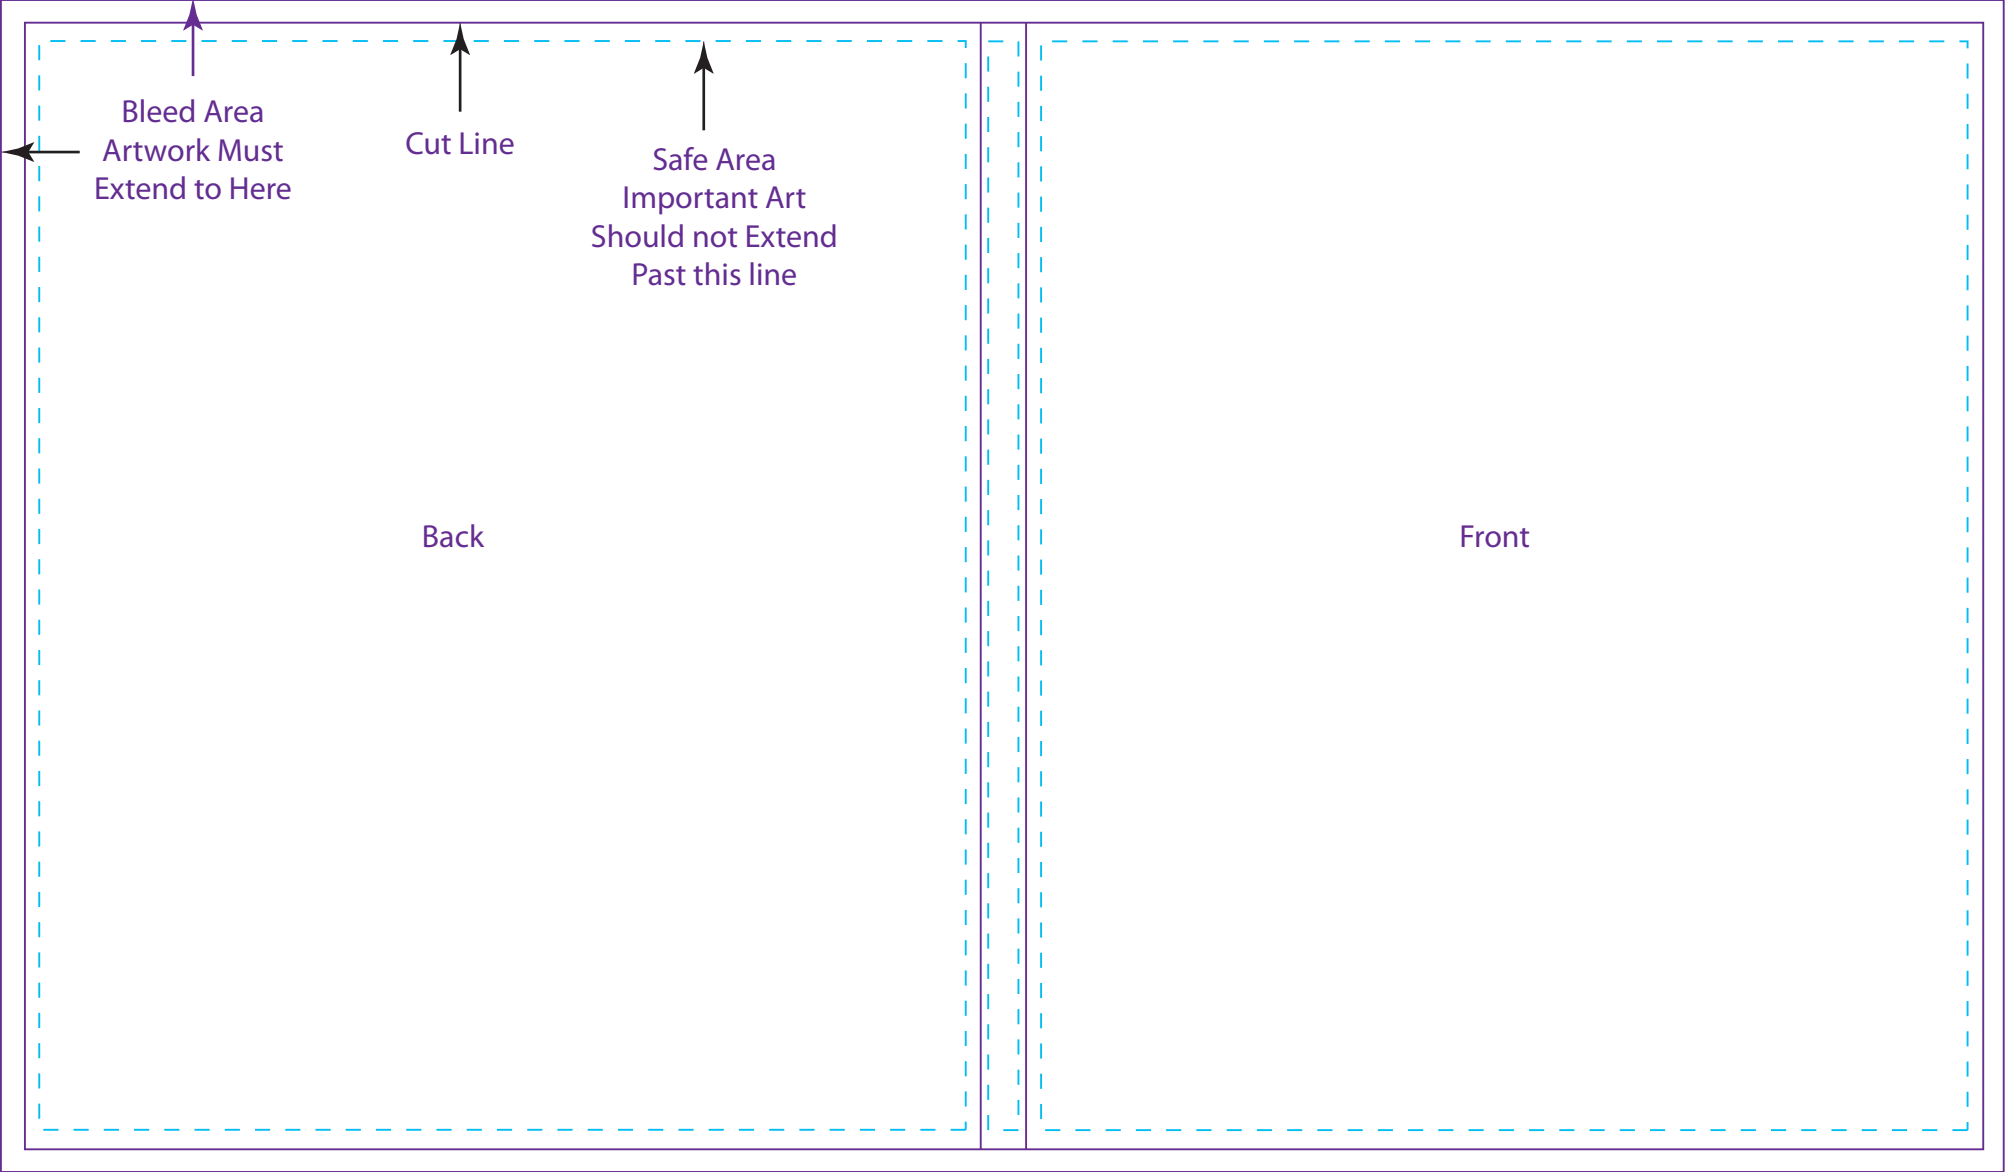 Bleed Area
Artwork Must
Extend to Here
Cut Line
Safe Area
Important Art
Should not Extend
Past this line
Back
Front